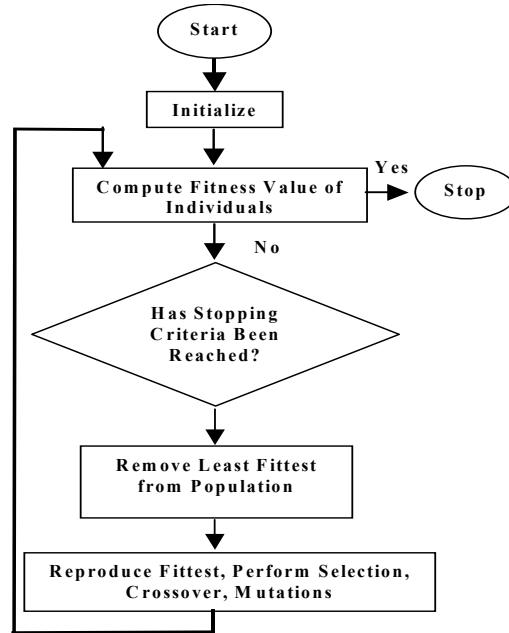 Start
Initialize
Compute Fitness Value of
Individuals
Yes
Stop
No
Has Stopping
Criteria Been
Reached?
Remove Least Fittest
from Population
Reproduce Fittest, Perform Selection,
Crossover, Mutations